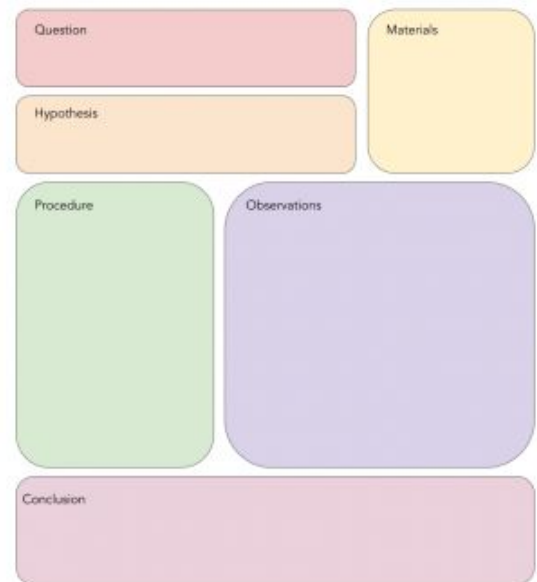 Question
Materials
Hypothesis
Procedure
Observations
Conclusion